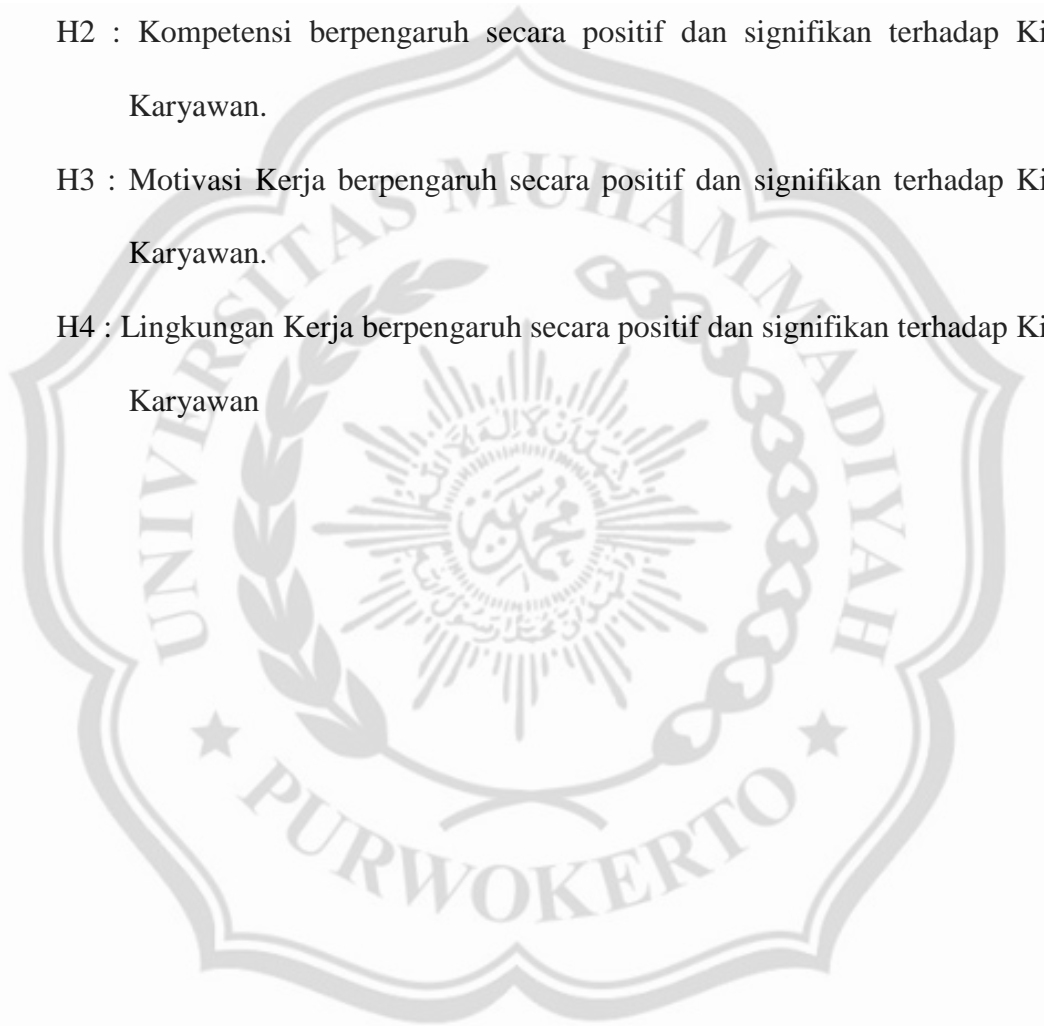 H2 : Kompetensi berpengaruh secara positif dan signifikan terhadap Ki
Karyawan.
H3 : Motivasi Kerja berpengaruh secara positif dan signifikan terhadap Ki
Karyawan.
H4 : Lingkungan Kerja berpengaruh secara positif dan signifikan terhadap Ki
Karyawan
UNIVERSITAS MUHAMMADIYAH
PURWOKERTO